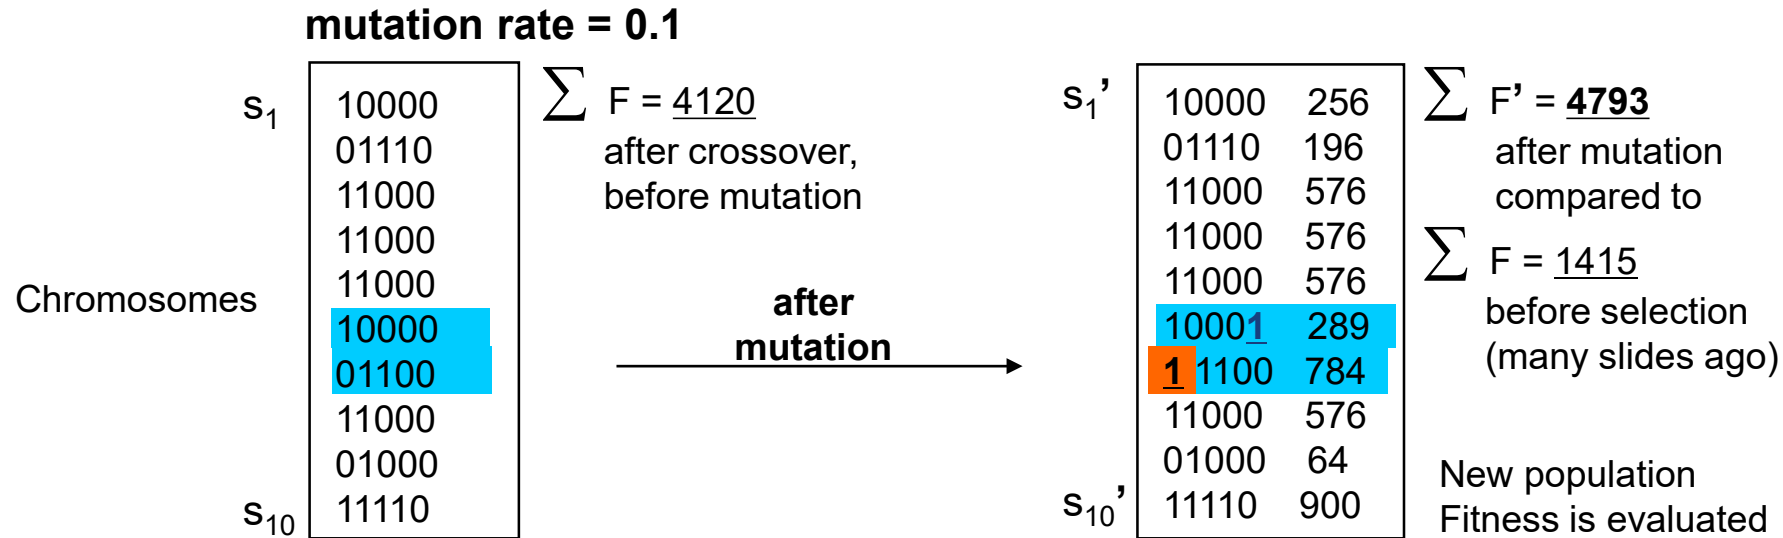 mutation rate = 0.1
s1
10000
01110
11000
11000
11000
10000
01100
11000
01000
11110
s10
Chromosomes
∑ F = 4120
after crossover,
before mutation
after
mutation
s1’
10000 256
01110 196
11000 576
11000 576
11000 576
10001 289
11100 784
11000 576
01000 64
11110 900
s10’
∑ F’ = 4793
after mutation
compared to
∑ F = 1415
before selection
(many slides ago)
New population
Fitness is evaluated